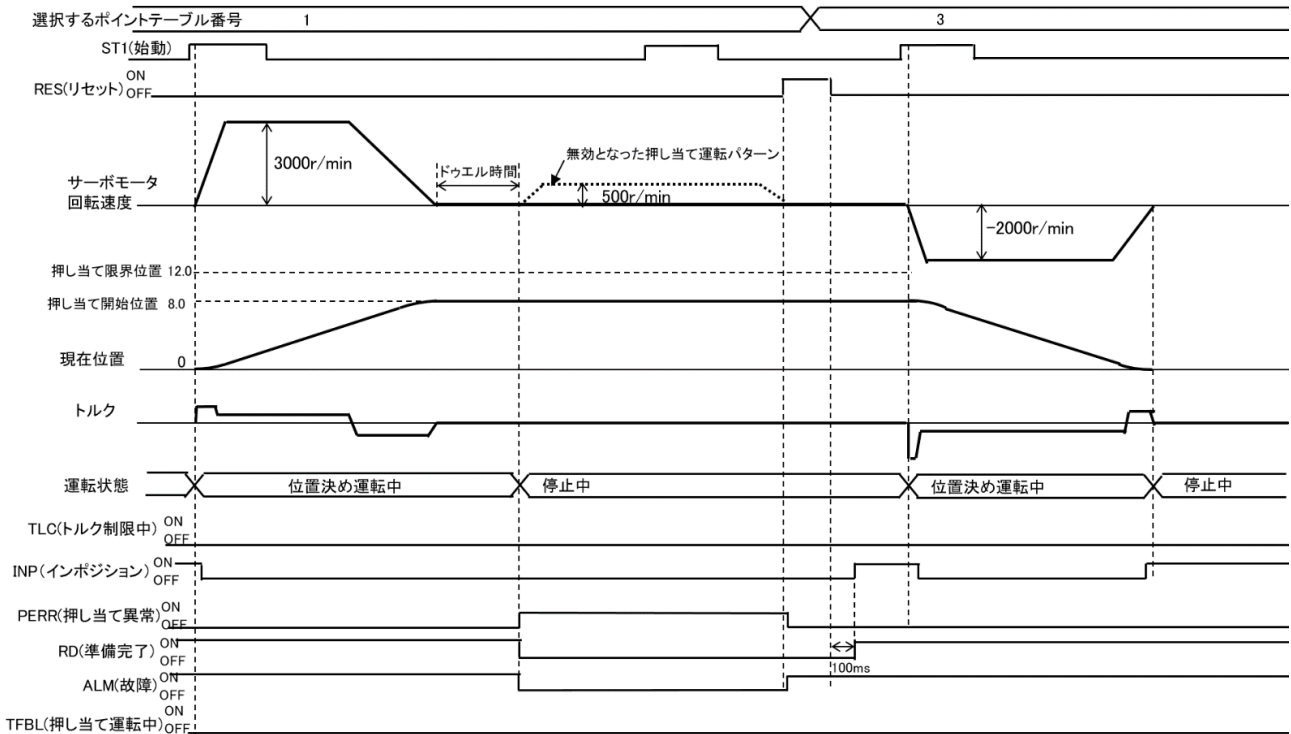 選択するポイントテーブル番号 1 3
ST1(始動)
RES(リセット) ON
OFF
3000r/min
ドゥエル時間
無効となった押し当て運転パターン
サーボモータ
回転速度
500r/min
-2000r/min
押し当て限界位置 12.0
押し当て開始位置 8.0
現在位置 0
トルク
運転状態 位置決め運転中 停止中 位置決め運転中 停止中
TLC(トルク制限中) ON
OFF
INP(インポジション) ON
OFF
PERR(押し当て異常) ON
OFF
RD(準備完了) ON
OFF
100ms
ALM(故障) ON
OFF
TFBL(押し当て運転中) ON
OFF